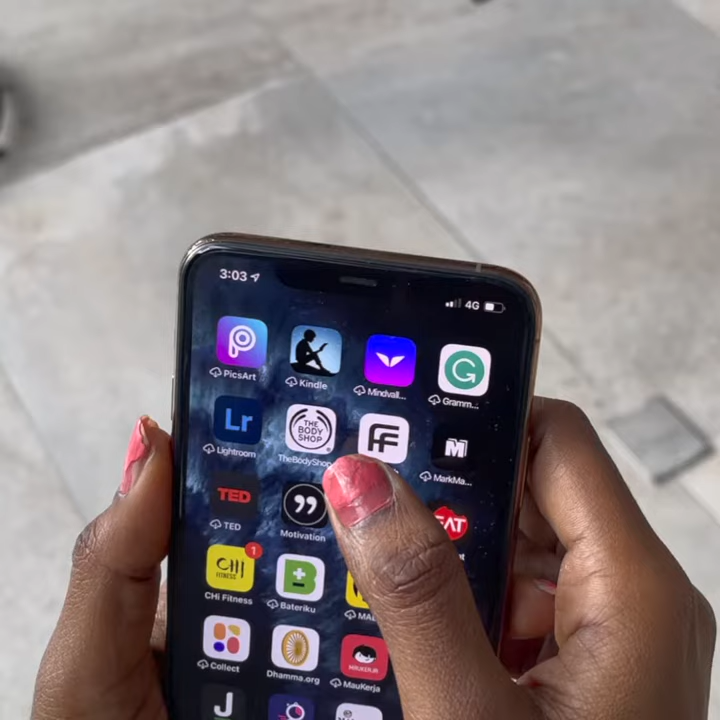 3:03
4G
PicsArt
Kindle
Mindvall...
Gramm...
Lr
THE
BODY
SHOP
Lightroom
TheBodyShop
MarkMa...
TED
TED
Motivation
1
CHI
FITNESS
CHi Fitness
Bateriku
Collect
Dhamma.org
MAUKERJA
MauKerja
J